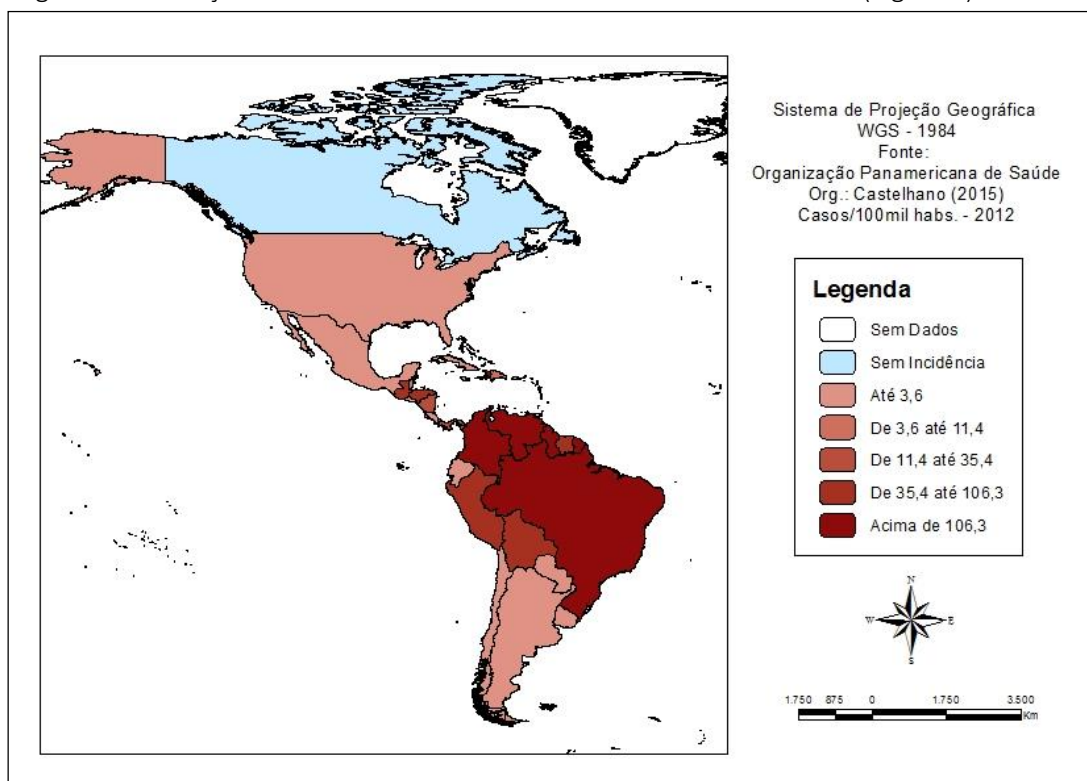 Sistema de Projeção Geográfica
WGS - 1984
Fonte:
Organização Panamericana de Saúde
Org.: Castelhano (2015)
Casos/100mil habs. - 2012
Legenda
Sem Dados
Sem Incidência
Até 3,6
De 3,6 até 11,4
De 11,4 até 35,4
De 35,4 até 106,3
Acima de 106,3
N
W E
S
1.750 875 0 1.750 3.500
Km